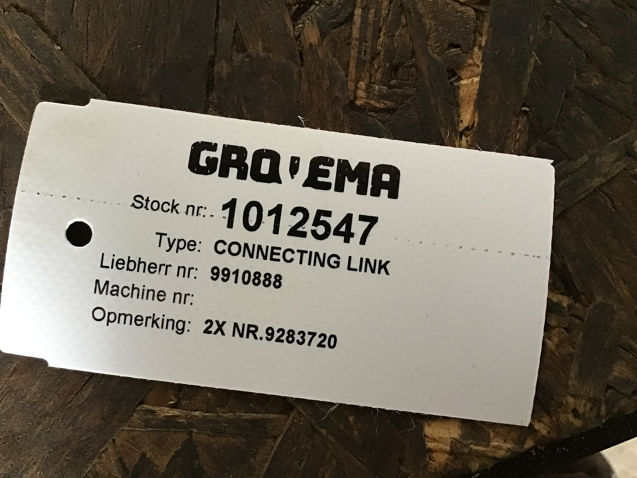 GROVEMA
Stock nr: 1012547
Type: CONNECTING LINK
Liebherr nr: 9910888
Machine nr:
Opmerking: 2X NR.9283720